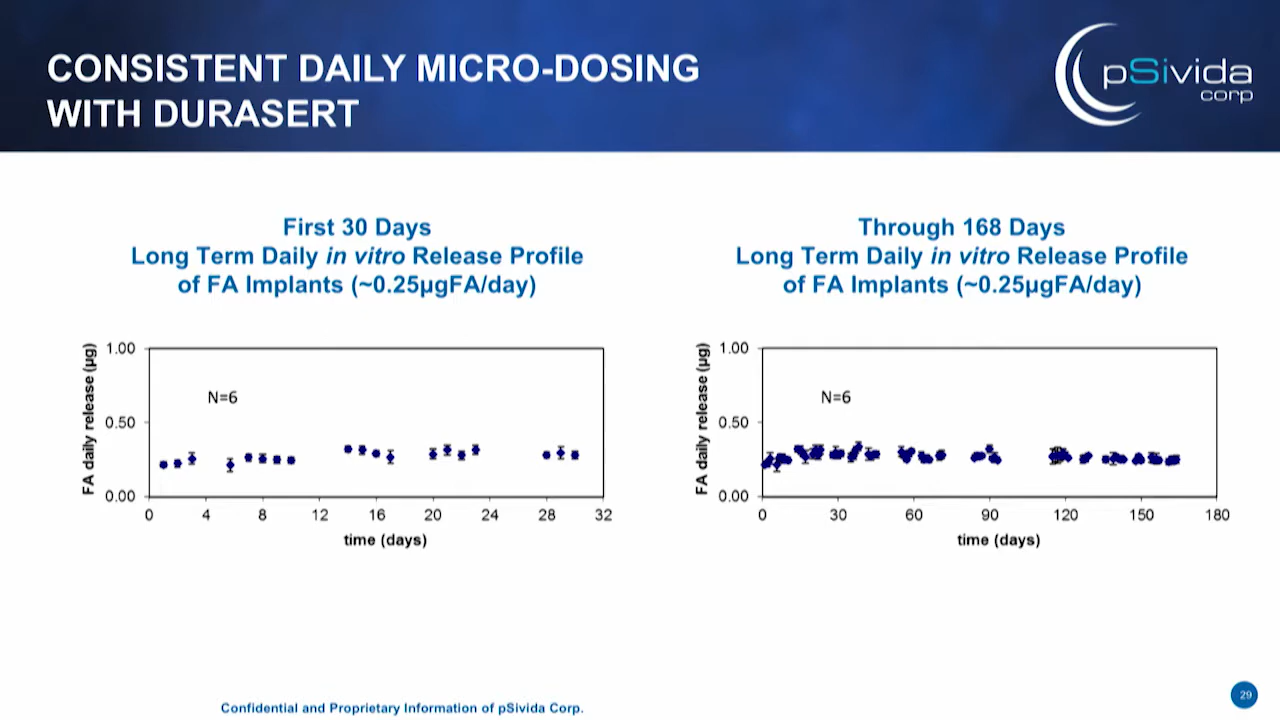 CONSISTENT DAILY MICRO-DOSING
WITH DURASERT
pSivida
corp
First 30 Days
Long Term Daily in vitro Release Profile
of FA Implants (~0.25µgFA/day)
FA daily release (µg)
1.00
0.50
0.00
N=6
0 4 8 12 16 20 24 28 32
time (days)
Through 168 Days
Long Term Daily in vitro Release Profile
of FA Implants (~0.25µgFA/day)
FA daily release (µg)
1.00
0.50
0.00
N=6
0 30 60 90 120 150 180
time (days)
Confidential and Proprietary Information of pSivida Corp.
29